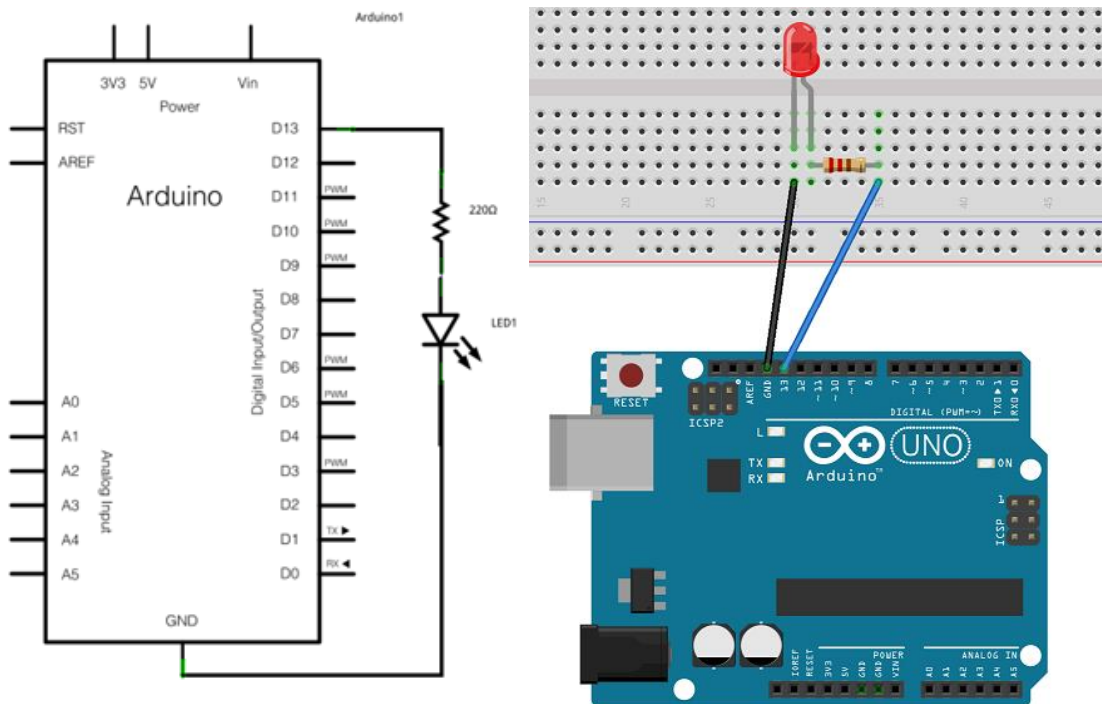 Arduino1
3V3 5V Vin
Power
RST
AREF
Arduino
A0
A1
A2
A3
A4
A5
Analog Input
Digital Input/Output
D13
D12
D11 PWM
D10 PWM
D9 PWM
D8
D7
D6 PWM
D5 PWM
D4
D3 PWM
D2
D1 TX ▶
D0 RX ◀
GND
220Ω
LED1
15 20 25 35 40 45
RESET
ICSP2
AREF
GND
13
12
~11
~10
~9
8
7
~6
~5
4
~3
2
TX0▶1
RX0◀0
DIGITAL (PWM=~)
L
TX
RX
Arduino™
UNO
ON
1
ICSP
IOREF
RESET
3V3
5V
GND
GND
VIN
POWER
ANALOG IN
A0
A1
A2
A3
A4
A5